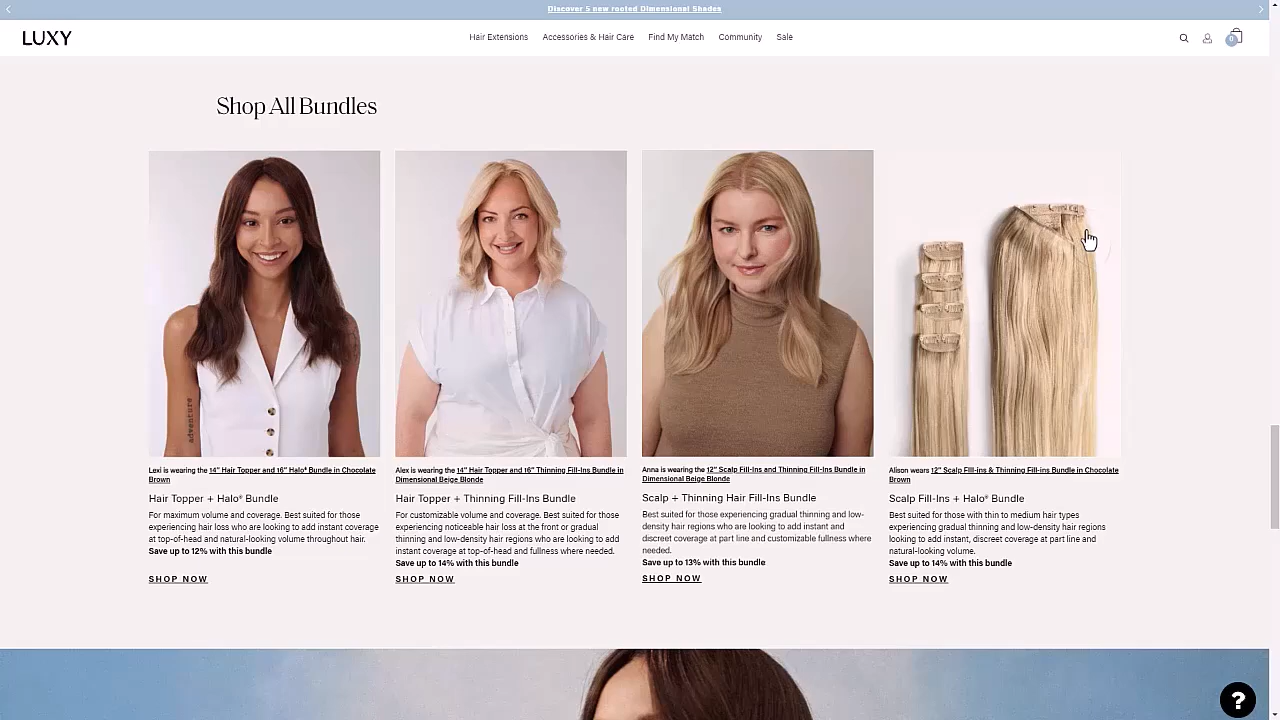 Discover 5 new rooted Dimensional Shades
LUXY
Hair Extensions
Accessories & Hair Care
Find My Match
Community
Sale
0
Shop All Bundles
adventure
Lexi is wearing the 14" Hair Topper and 16" Halo® Bundle in Chocolate
Brown
Hair Topper + Halo® Bundle
For maximum volume and coverage. Best suited for those
experiencing hair loss who are looking to add instant coverage
at top-of-head and natural-looking volume throughout hair.
Save up to 12% with this bundle
SHOP NOW
Alex is wearing the 14" Hair Topper and 16" Thinning Fill-Ins Bundle in
Dimensional Beige Blonde
Hair Topper + Thinning Fill-Ins Bundle
For customizable volume and coverage. Best suited for those
experiencing noticeable hair loss at the front or gradual
thinning and low-density hair regions who are looking to add
instant coverage at top-of-head and fullness where needed.
Save up to 14% with this bundle
SHOP NOW
Anna is wearing the 12" Scalp Fill-Ins and Thinning Fill-Ins Bundle in
Dimensional Beige Blonde
Scalp + Thinning Hair Fill-Ins Bundle
Best suited for those experiencing gradual thinning and low-
density hair regions who are looking to add instant and
discreet coverage at part line and customizable fullness where
needed.
Save up to 13% with this bundle
SHOP NOW
Alison wears 12" Scalp Fill-ins & Thinning Fill-ins Bundle in Chocolate
Brown
Scalp Fill-Ins + Halo® Bundle
Best suited for those with thin to medium hair types
experiencing gradual thinning and low-density hair regions
looking to add instant, discreet coverage at part line and
natural-looking volume.
Save up to 14% with this bundle
SHOP NOW
?